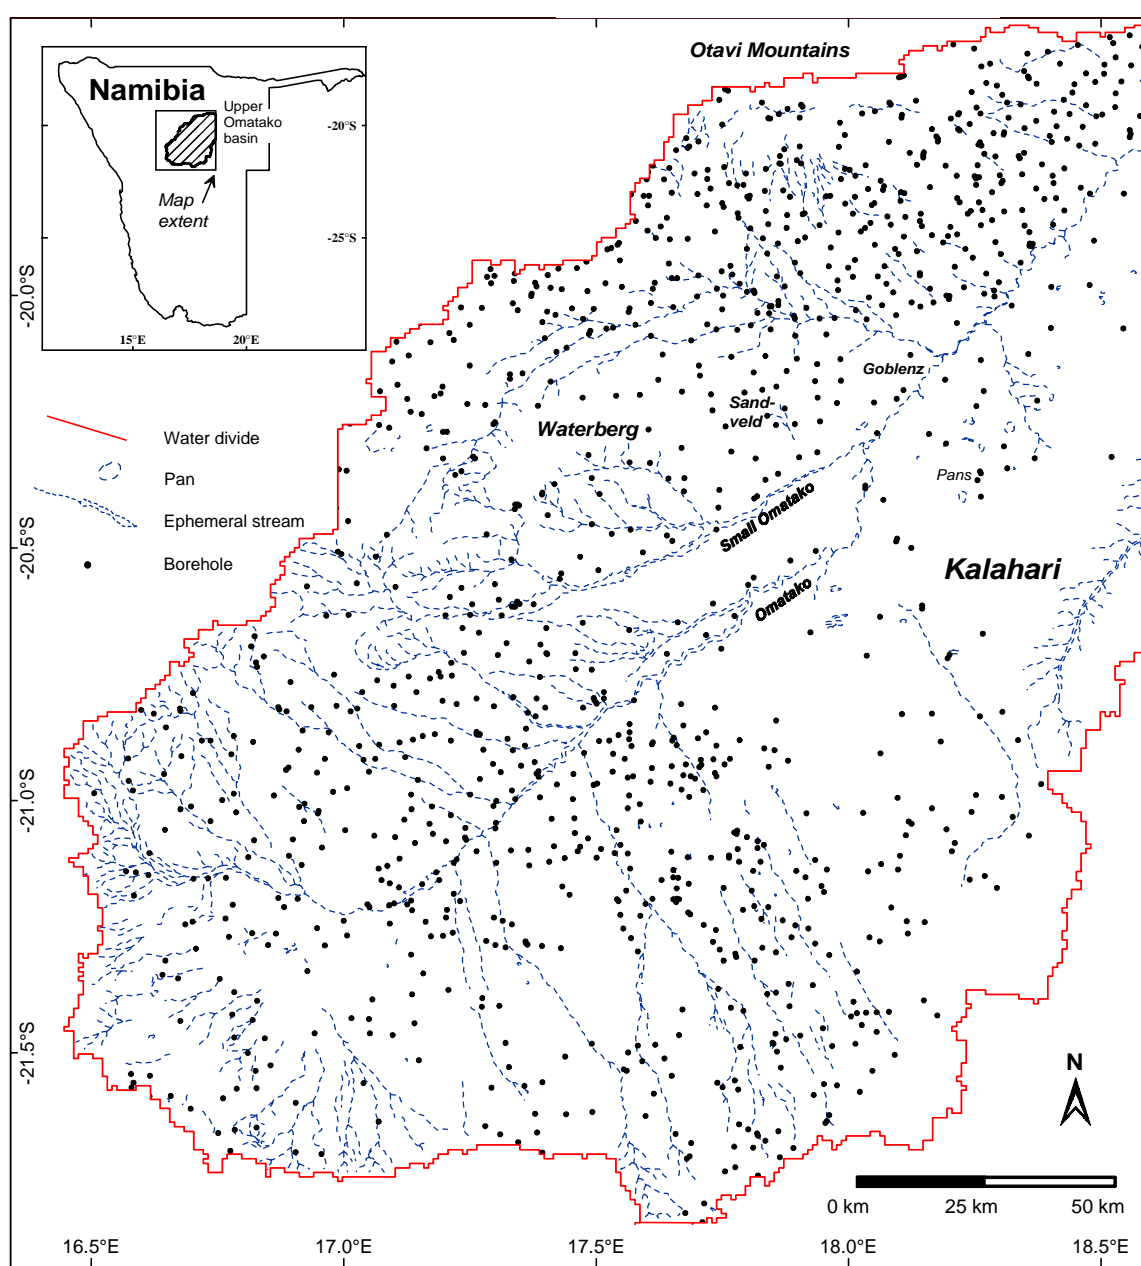 Otavi Mountains
Namibia
Upper
Omatako
basin
-20°S
Map
extent
-25°S
15°E
20°E
-20.0°S
Goblenz
Sand-
veld
Waterberg
Water divide
Pan
Pans
Ephemeral stream
Small Omatako
Borehole
-20.5°S
Kalahari
Omatako
-21.0°S
-21.5°S
N
0 km
25 km
50 km
16.5°E
17.0°E
17.5°E
18.0°E
18.5°E